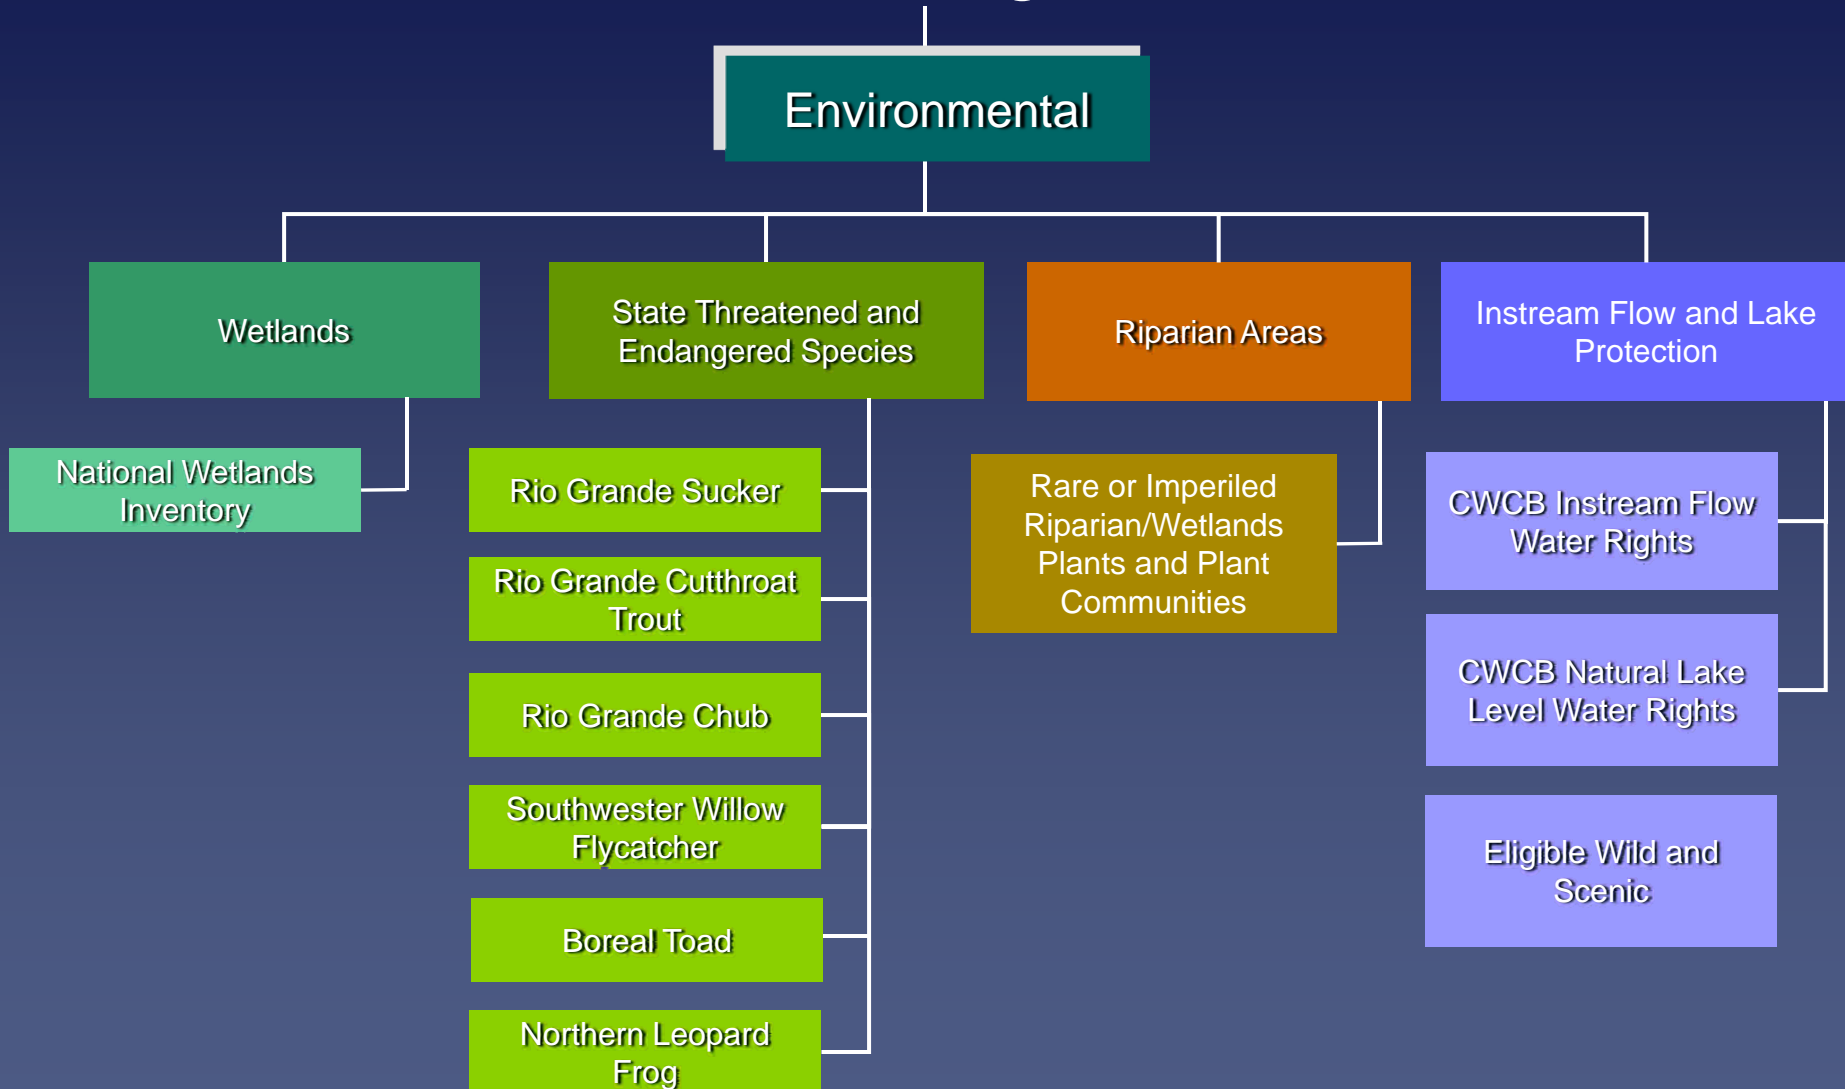 Environmental
Wetlands
State Threatened and
Endangered Species
Riparian Areas
Instream Flow and Lake
Protection
National Wetlands
Inventory
Rio Grande Sucker
Rio Grande Cutthroat
Trout
Rio Grande Chub
Southwester Willow
Flycatcher
Boreal Toad
Northern Leopard
Frog
Rare or Imperiled
Riparian/Wetlands
Plants and Plant
Communities
CWCB Instream Flow
Water Rights
CWCB Natural Lake
Level Water Rights
Eligible Wild and
Scenic